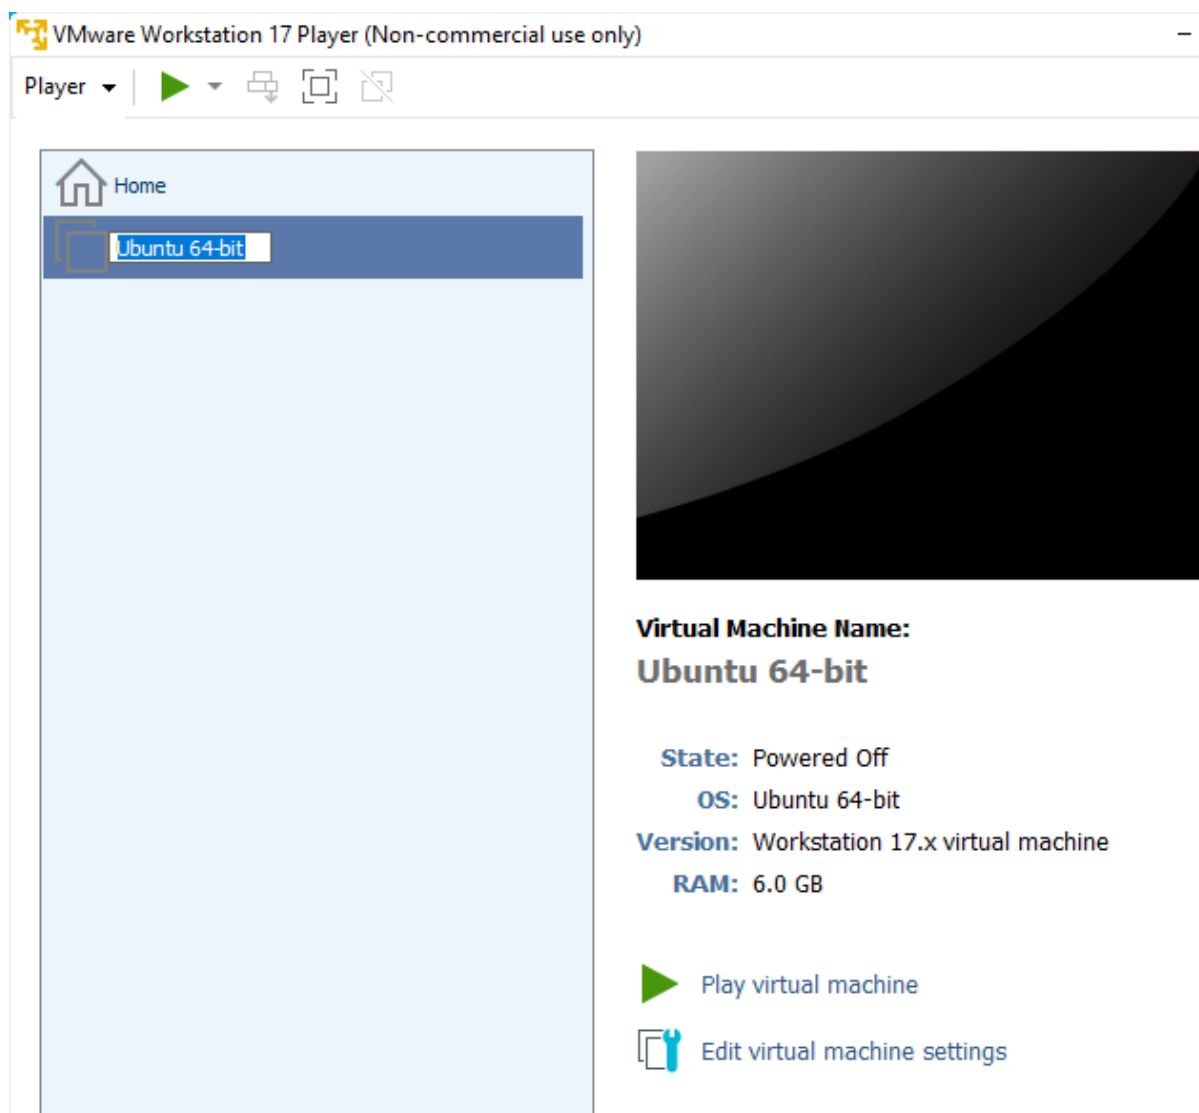 VMware Workstation 17 Player (Non-commercial use only)
Player
Home
Ubuntu 64-bit
Virtual Machine Name:
Ubuntu 64-bit
State: Powered Off
OS: Ubuntu 64-bit
Version: Workstation 17.x virtual machine
RAM: 6.0 GB
Play virtual machine
Edit virtual machine settings